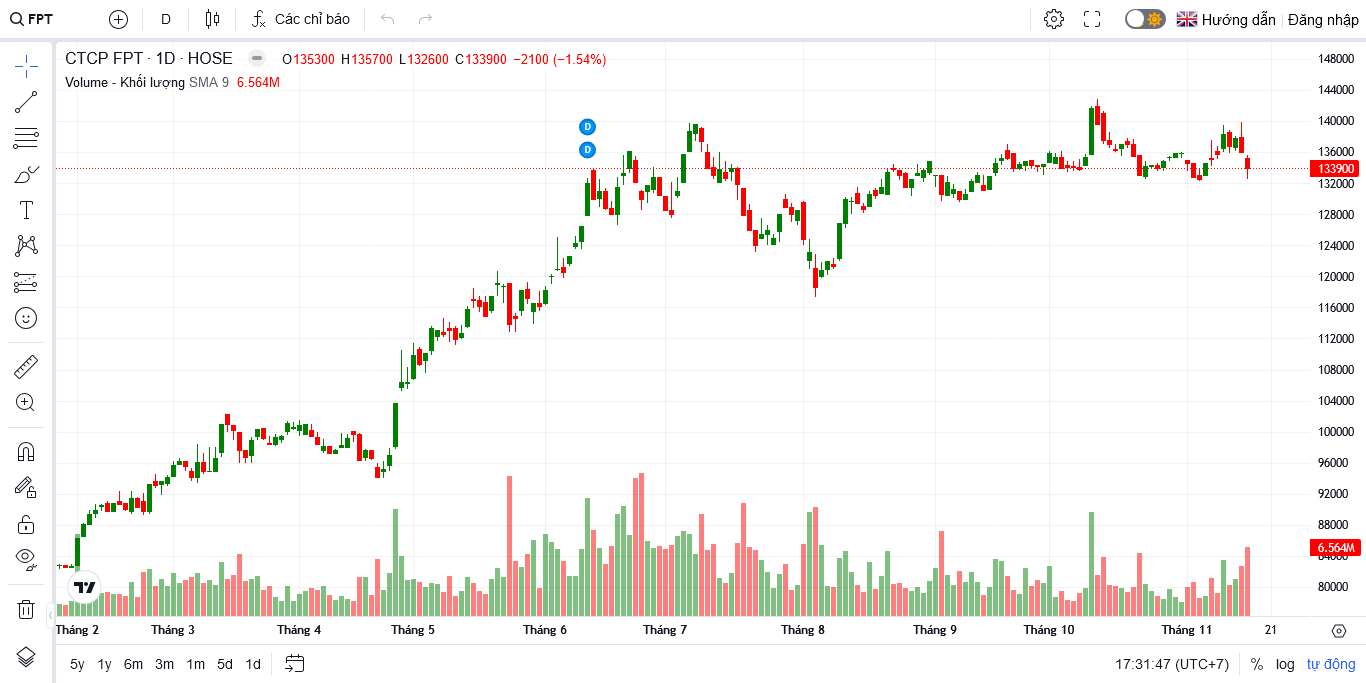 FPT D Các chỉ báo Hướng dẫn Đăng nhập
CTCP FPT · 1D · HOSE O135300 H135700 L132600 C133900 −2100 (−1.54%)
Volume - Khối lượng SMA 9 6.564M
D
D
148000
144000
140000
136000
133900
132000
128000
124000
120000
116000
112000
108000
104000
100000
96000
92000
88000
6.564M
84000
80000
Tháng 2 Tháng 3 Tháng 4 Tháng 5 Tháng 6 Tháng 7 Tháng 8 Tháng 9 Tháng 10 Tháng 11 21
5y 1y 6m 3m 1m 5d 1d 17:31:47 (UTC+7) % log tự động